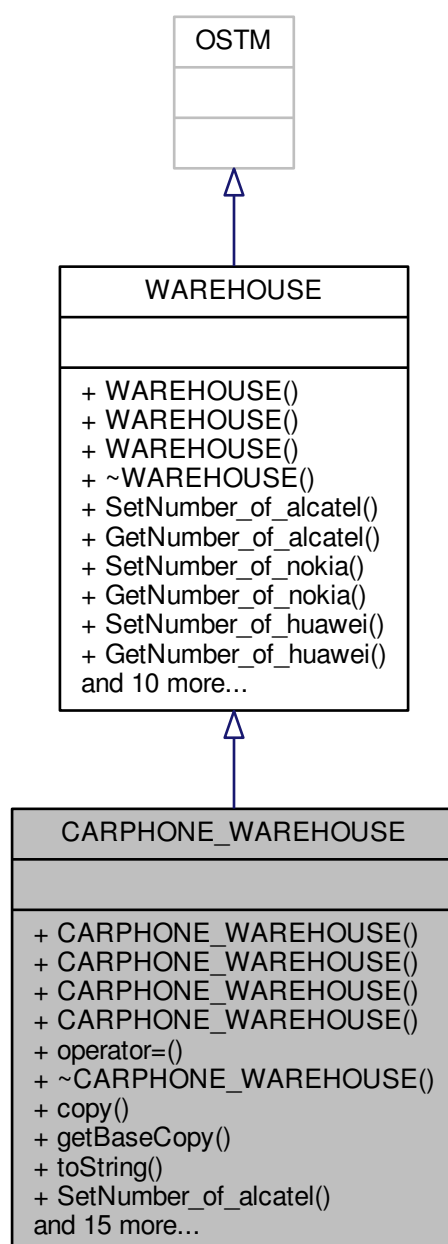 OSTM
WAREHOUSE
+ WAREHOUSE()
+ WAREHOUSE()
+ WAREHOUSE()
+ ~WAREHOUSE()
+ SetNumber_of_alcatel()
+ GetNumber_of_alcatel()
+ SetNumber_of_nokia()
+ GetNumber_of_nokia()
+ SetNumber_of_huawei()
+ GetNumber_of_huawei()
and 10 more...
CARPHONE_WAREHOUSE
+ CARPHONE_WAREHOUSE()
+ CARPHONE_WAREHOUSE()
+ CARPHONE_WAREHOUSE()
+ CARPHONE_WAREHOUSE()
+ operator=()
+ ~CARPHONE_WAREHOUSE()
+ copy()
+ getBaseCopy()
+ toString()
+ SetNumber_of_alcatel()
and 15 more...